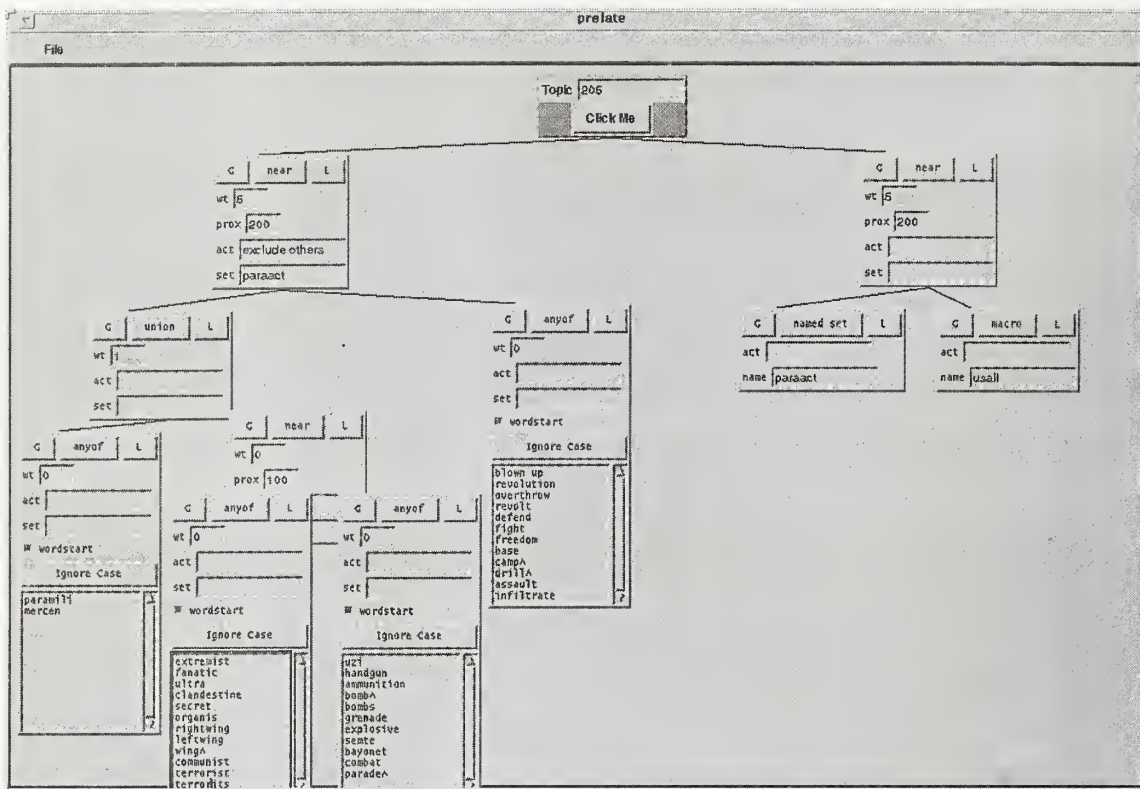 prelate
File
Topic 205
Click Me
G near L
wt 5
prox 200
act exclude others
set paraact
G near L
wt 5
prox 200
act
set
G union L
wt 1
act
set
G anyof L
wt 0
act
set
wordstart
Ignore Case
blown up
revolution
overthrow
revolt
defend
fight
freedom
base
camp^
drill^
assault
infiltrate
G named set L
act
name paraact
G macro L
act
name usall
G anyof L
wt 0
act
set
wordstart
Ignore Case
paramili
mercen
G near L
wt 0
prox 100
G anyof L
wt 0
act
set
wordstart
Ignore Case
extremist
fanatic
ultra
clandestine
secret
organis
rightwing
leftwing
wing^
communist
terrorist
terrorits
G anyof L
wt 0
act
set
wordstart
Ignore Case
uzi
handgun
ammunition
bomb^
bombs
grenade
explosive
semte
bayonet
combat
parade^